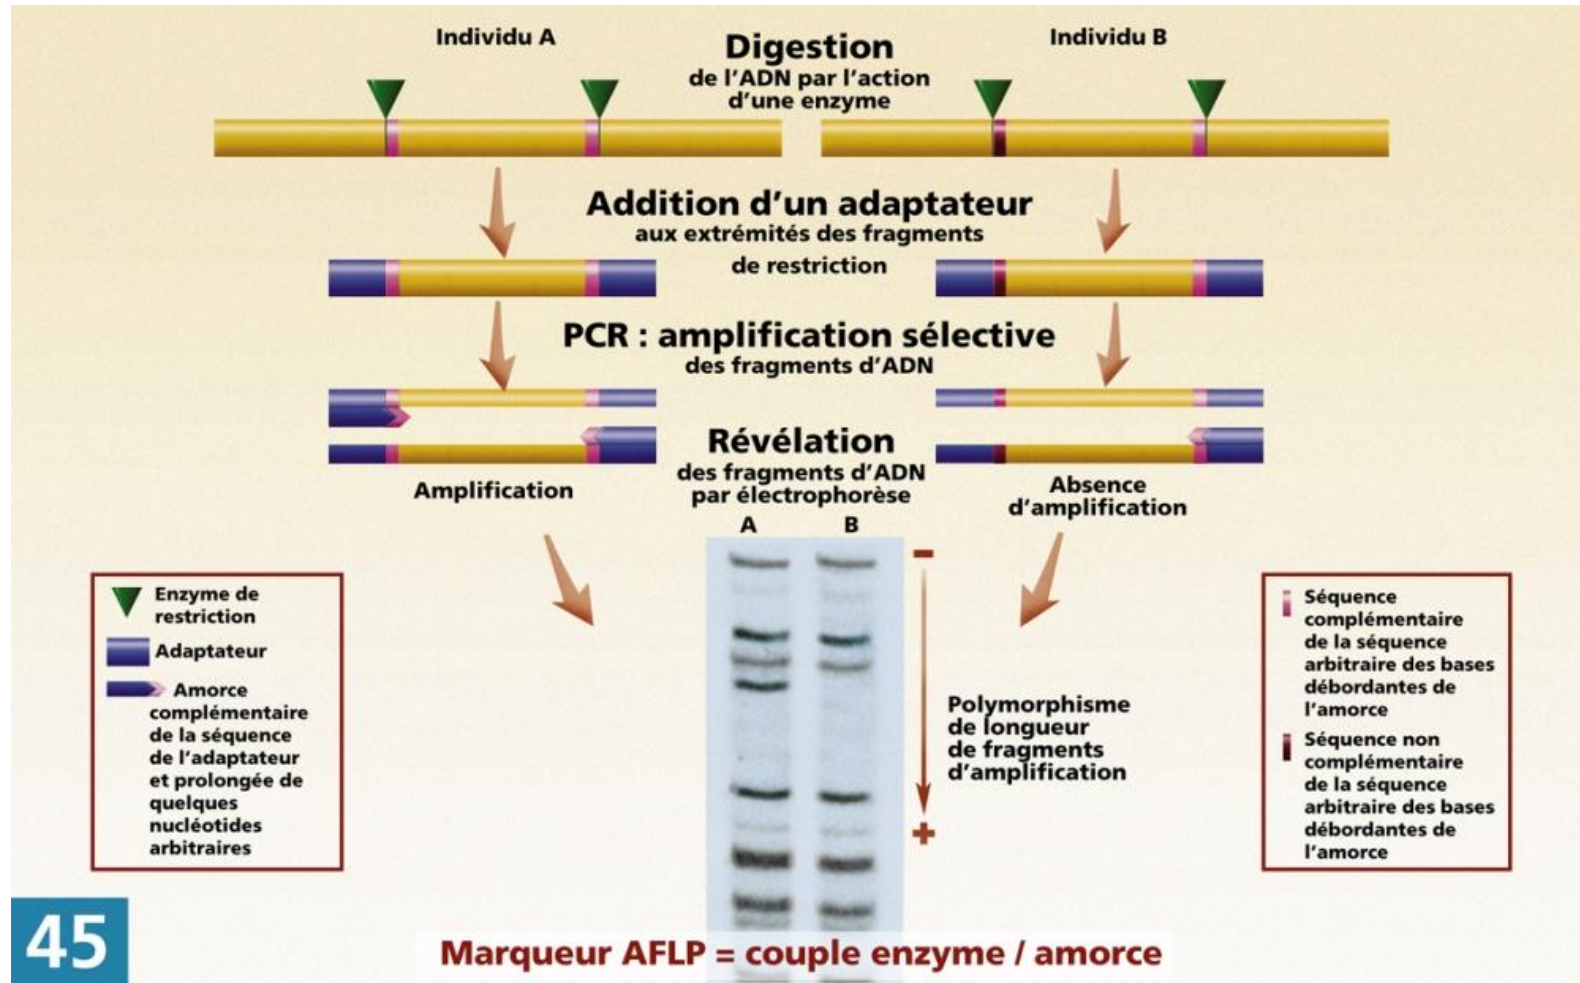 Individu A
Individu B
Digestion
de l'ADN par l'action
d'une enzyme
Addition d'un adaptateur
aux extrémités des fragments
de restriction
PCR : amplification sélective
des fragments d'ADN
Révélation
des fragments d'ADN
par électrophorèse
Amplification
Absence
d'amplification
A
B
-
+
Enzyme de
restriction
Adaptateur
Amorce
complémentaire
de la séquence
de l'adaptateur
et prolongée de
quelques
nucléotides
arbitraires
Polymorphisme
de longueur
de fragments
d'amplification
Séquence
complémentaire
de la séquence
arbitraire des bases
débordantes de
l'amorce
Séquence non
complémentaire
de la séquence
arbitraire des bases
débordantes de
l'amorce
45
Marqueur AFLP = couple enzyme / amorce